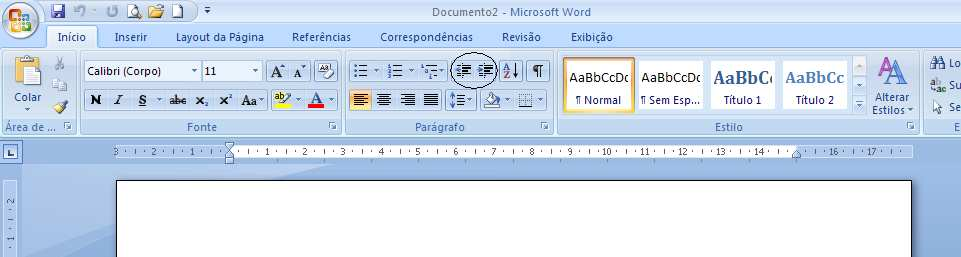 Documento2 - Microsoft Word
Início Inserir Layout da Página Referências Correspondências Revisão Exibição
Colar
Calibri (Corpo) 11 A A Aa
N I S abc x₂ x² Aa ab A
A Z ¶
AaBbCcDc AaBbCcDc AaBbCc AaBbCc
¶ Normal ¶ Sem Esp... Título 1 Título 2
Alterar
Estilos
Lo
Su
Se
Área de ... Fonte Parágrafo Estilo E
3 2 1 1 2 3 4 5 6 7 8 9 10 11 12 13 14 16 17
2
1